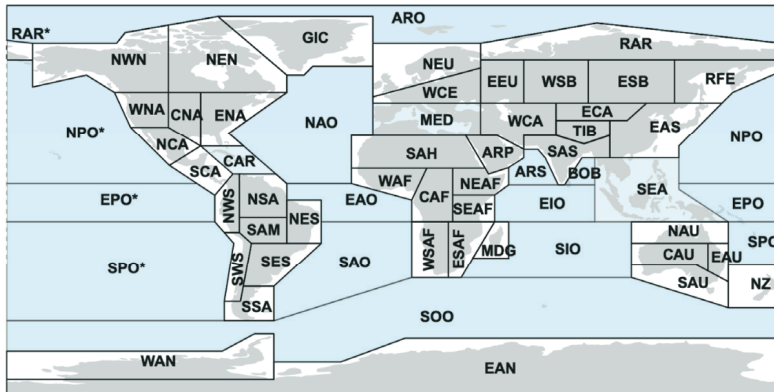 ARO
RAR*
GIC
RAR
NWN
NEN
NEU
EEU
WSB
ESB
RFE
WCE
WNA
CNA
ENA
NAO
MED
WCA
ECA
TIB
EAS
NPO*
NPO
NCA
CAR
SAH
ARP
SAS
SCA
ARS
BOB
WAF
NEAF
SEA
EPO*
NWS
NSA
NES
EAO
CAF
SEAF
EIO
EPO
SAM
NAU
SPO
SPO*
SWS
SES
SAO
WSAF
ESAF
MDG
SIO
CAU
EAU
SSA
SAU
NZ
SOO
WAN
EAN